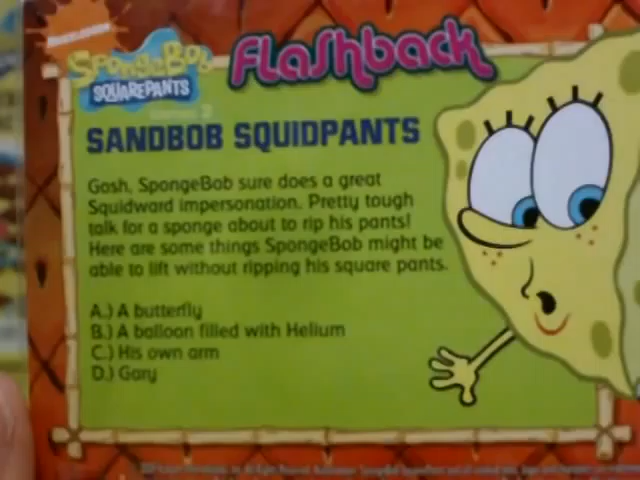 NICKELODEON
SPONGEBOB
SQUAREPANTS
Flashback
SANDBOB SQUIDPANTS
Gosh, SpongeBob sure does a great
Squidward impersonation. Pretty tough
talk for a sponge about to rip his pants!
Here are some things SpongeBob might be
able to lift without ripping his square pants.
A.) A butterfly
B.) A balloon filled with Helium
C.) His own arm
D.) Gary